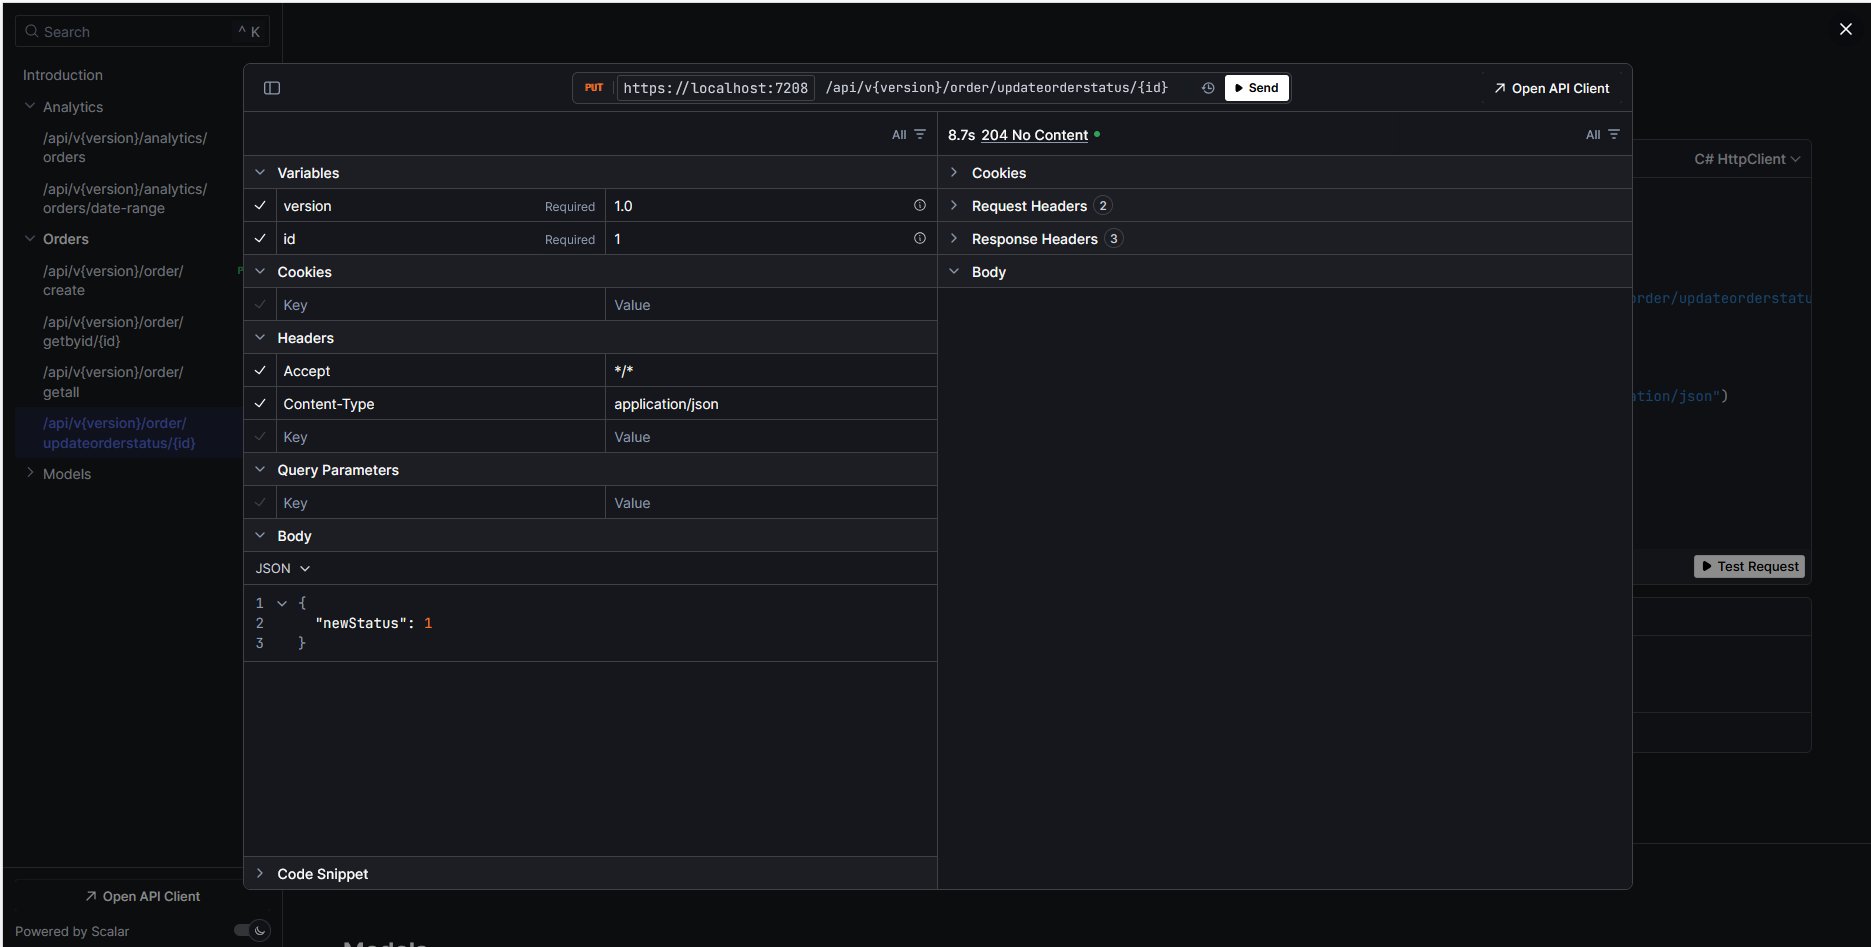 Search
^ K
Introduction
Analytics
/api/v{version}/analytics/
orders
/api/v{version}/analytics/
orders/date-range
Orders
/api/v{version}/order/
create
/api/v{version}/order/
getbyid/{id}
/api/v{version}/order/
getall
/api/v{version}/order/
updateorderstatus/{id}
Models
Open API Client
Powered by Scalar
PUT https://localhost:7208 /api/v{version}/order/updateorderstatus/{id} Send
Open API Client
All
Variables
version Required 1.0
id Required 1
Cookies
Key Value
Headers
Accept */*
Content-Type application/json
Key Value
Query Parameters
Key Value
Body
JSON
1 {
2 "newStatus": 1
3 }
Code Snippet
8.7s 204 No Content All
Cookies
Request Headers 2
Response Headers 3
Body
C# HttpClient
order/updateorderstatu
ation/json")
Test Request
Models